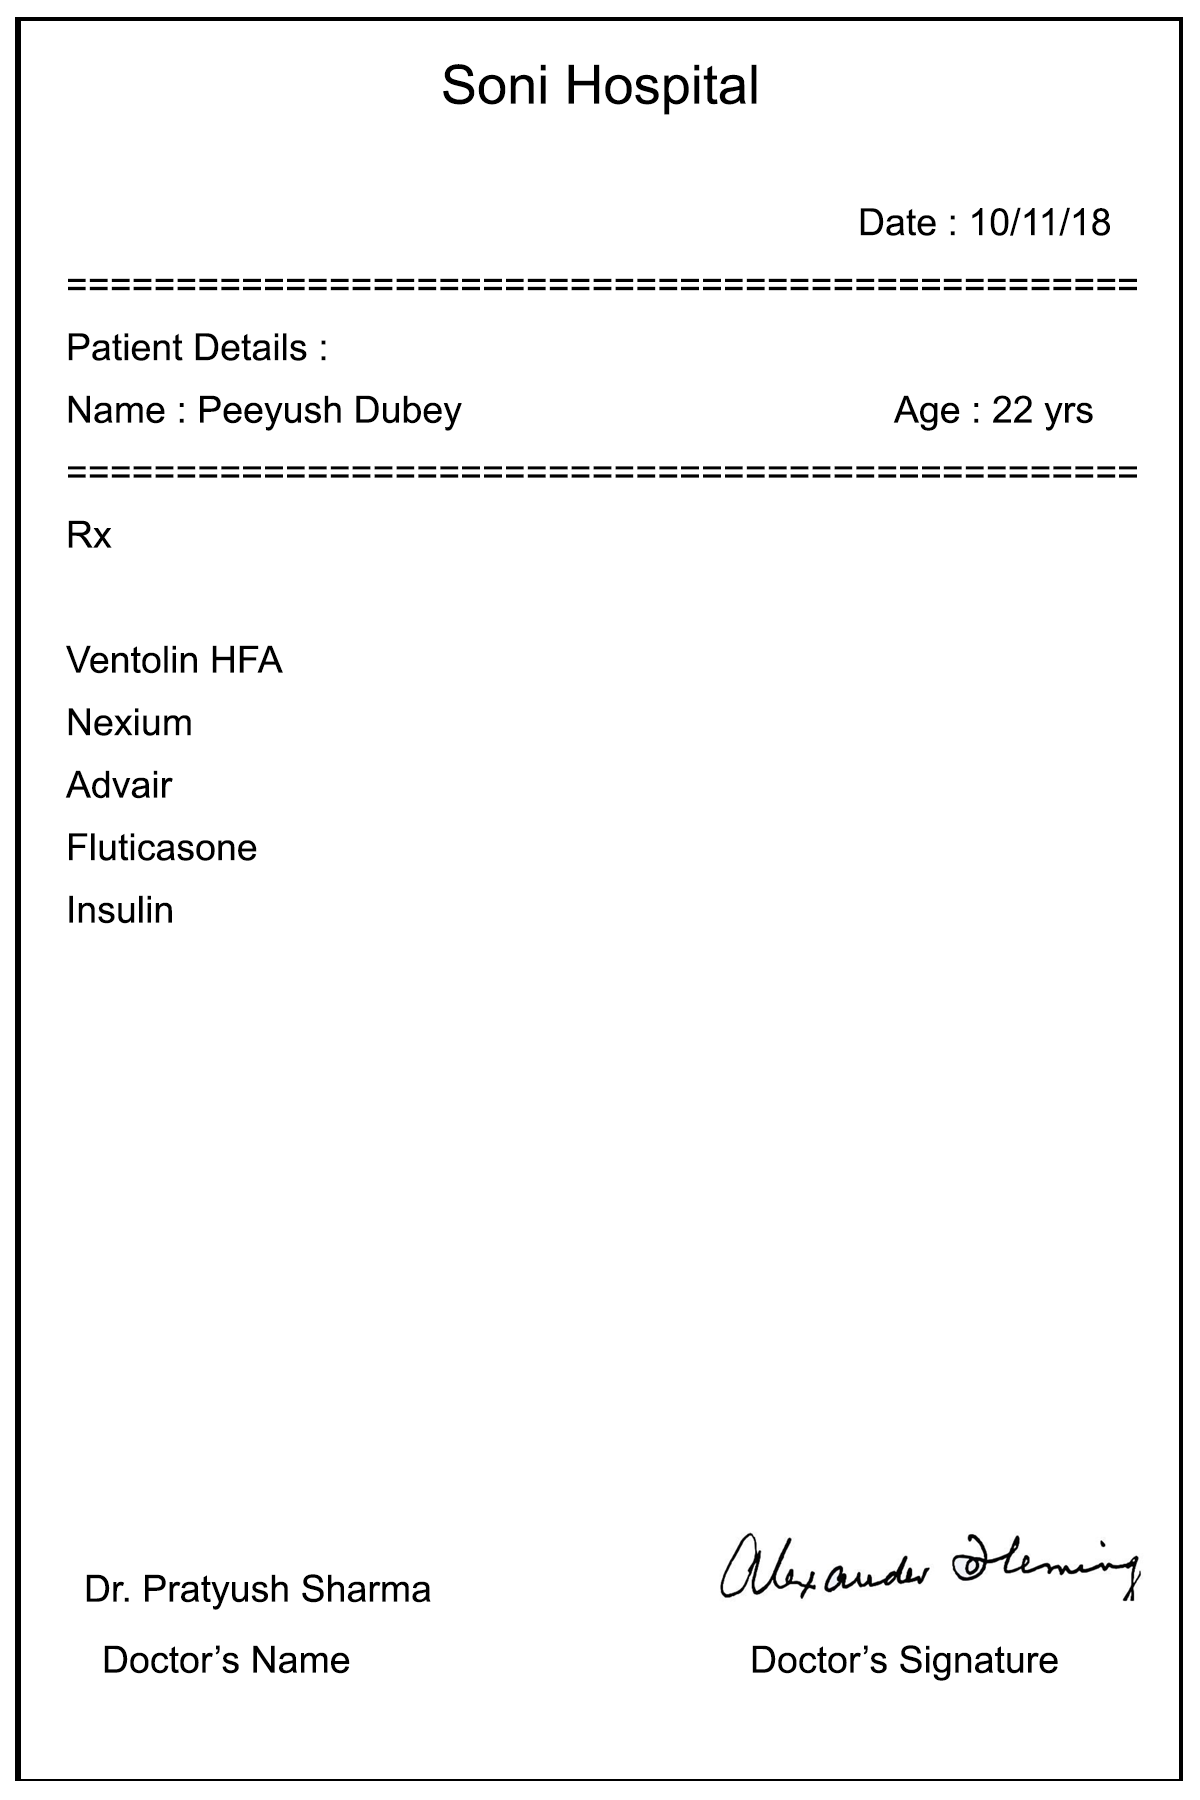 Soni Hospital
Date : 10/11/18
=================================================
Patient Details :
Name : Peeyush Dubey Age : 22 yrs
=================================================
Rx
Ventolin HFA
Nexium
Advair
Fluticasone
Insulin
Dr. Pratyush Sharma Alexander Fleming
Doctor’s Name Doctor’s Signature